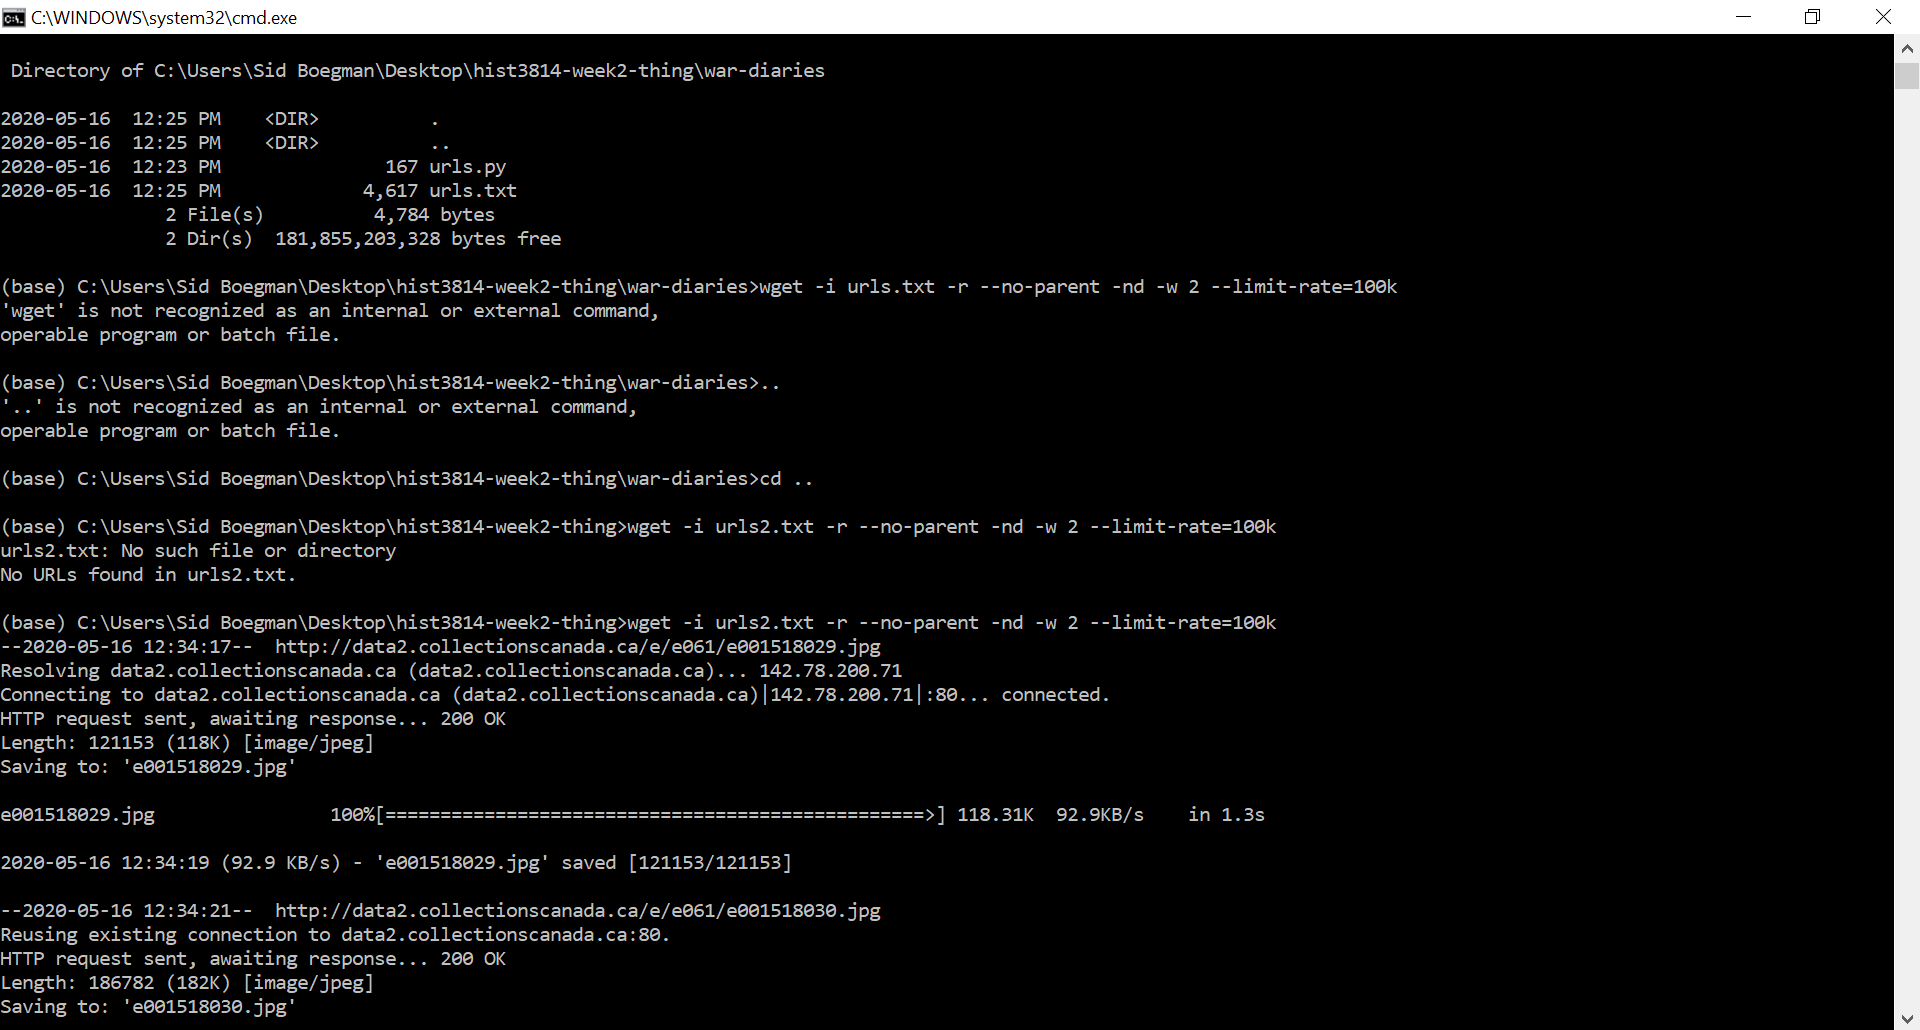 C:\WINDOWS\system32\cmd.exe
Directory of C:\Users\Sid Boegman\Desktop\hist3814-week2-thing\war-diaries
2020-05-16  12:25 PM    <DIR>          .
2020-05-16  12:25 PM    <DIR>          ..
2020-05-16  12:23 PM               167 urls.py
2020-05-16  12:25 PM             4,617 urls.txt
               2 File(s)          4,784 bytes
               2 Dir(s)  181,855,203,328 bytes free
(base) C:\Users\Sid Boegman\Desktop\hist3814-week2-thing\war-diaries>wget -i urls.txt -r --no-parent -nd -w 2 --limit-rate=100k
'wget' is not recognized as an internal or external command,
operable program or batch file.
(base) C:\Users\Sid Boegman\Desktop\hist3814-week2-thing\war-diaries>..
'..' is not recognized as an internal or external command,
operable program or batch file.
(base) C:\Users\Sid Boegman\Desktop\hist3814-week2-thing\war-diaries>cd ..
(base) C:\Users\Sid Boegman\Desktop\hist3814-week2-thing>wget -i urls2.txt -r --no-parent -nd -w 2 --limit-rate=100k
urls2.txt: No such file or directory
No URLs found in urls2.txt.
(base) C:\Users\Sid Boegman\Desktop\hist3814-week2-thing>wget -i urls2.txt -r --no-parent -nd -w 2 --limit-rate=100k
--2020-05-16 12:34:17--  http://data2.collectionscanada.ca/e/e061/e001518029.jpg
Resolving data2.collectionscanada.ca (data2.collectionscanada.ca)... 142.78.200.71
Connecting to data2.collectionscanada.ca (data2.collectionscanada.ca)|142.78.200.71|:80... connected.
HTTP request sent, awaiting response... 200 OK
Length: 121153 (118K) [image/jpeg]
Saving to: 'e001518029.jpg'
e001518029.jpg                100%[=================================================>] 118.31K  92.9KB/s    in 1.3s
2020-05-16 12:34:19 (92.9 KB/s) - 'e001518029.jpg' saved [121153/121153]
--2020-05-16 12:34:21--  http://data2.collectionscanada.ca/e/e061/e001518030.jpg
Reusing existing connection to data2.collectionscanada.ca:80.
HTTP request sent, awaiting response... 200 OK
Length: 186782 (182K) [image/jpeg]
Saving to: 'e001518030.jpg'